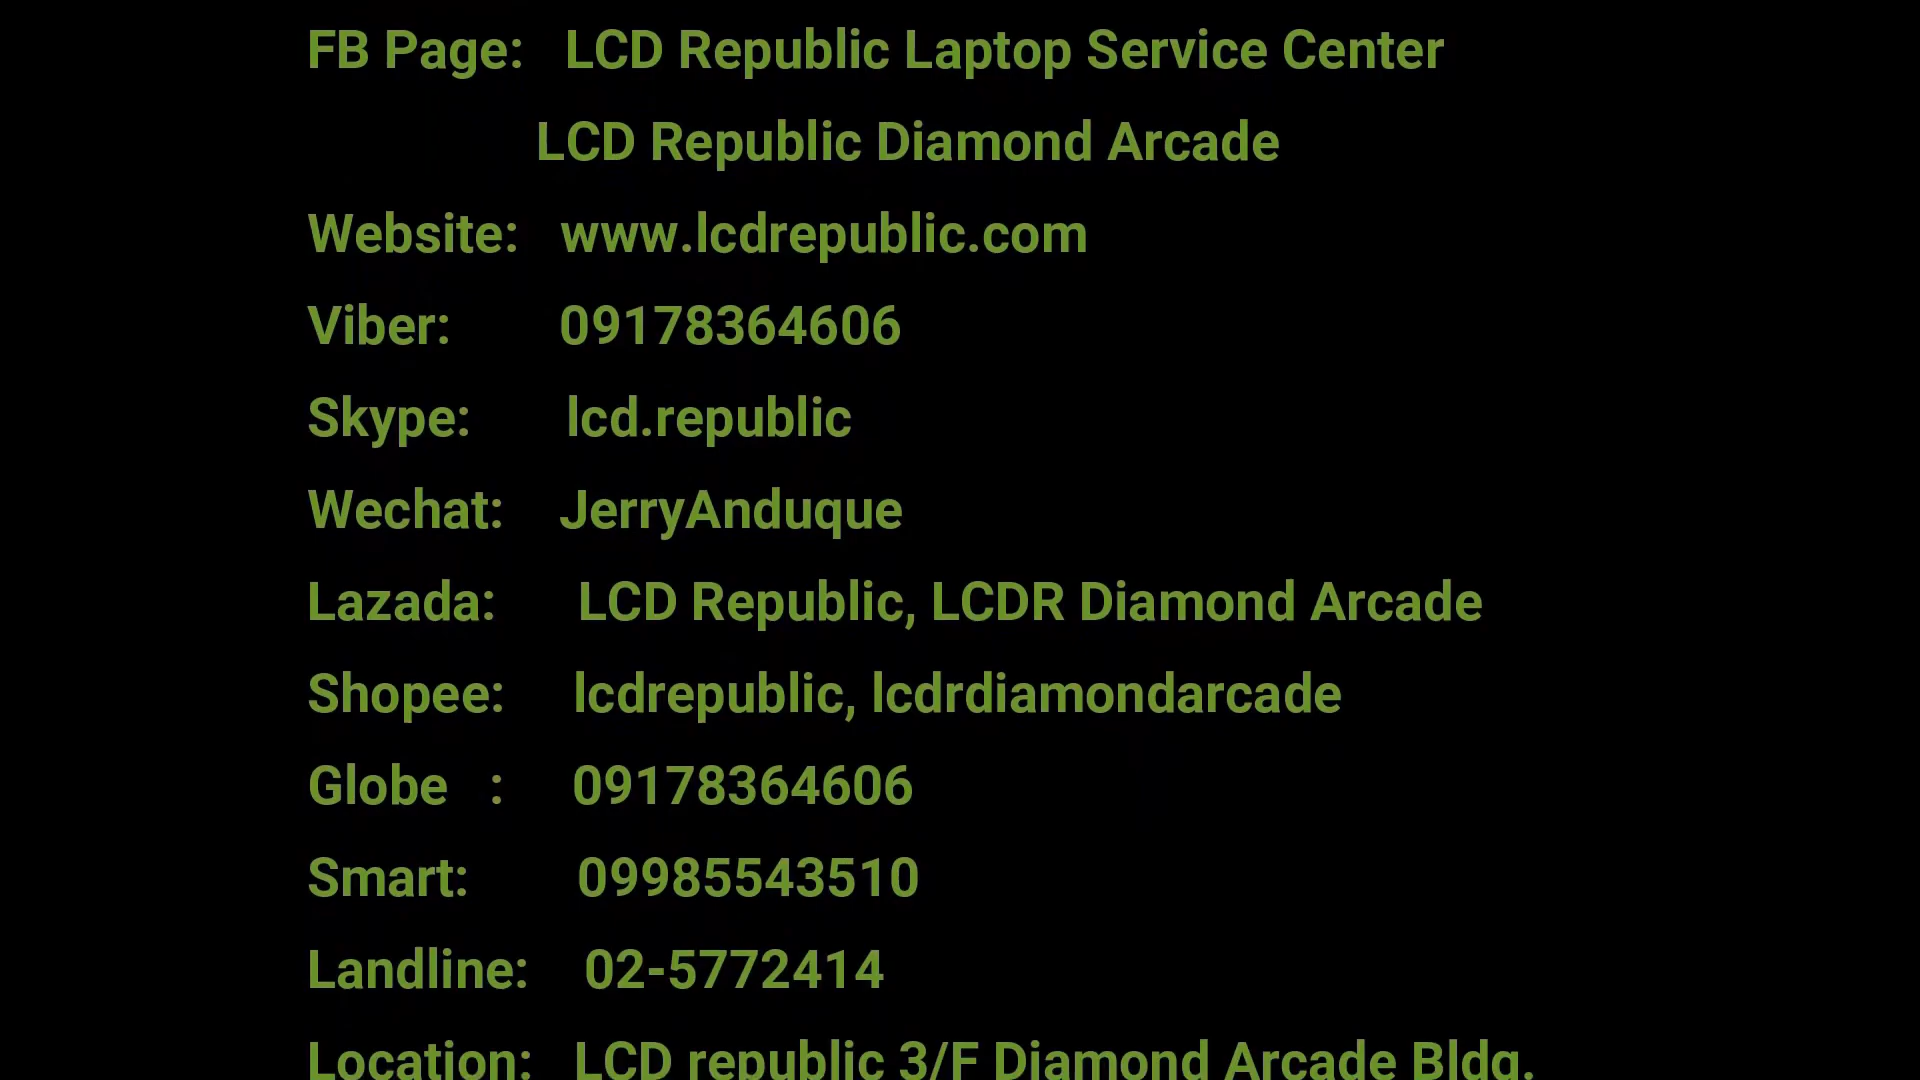 FB Page: LCD Republic Laptop Service Center
LCD Republic Diamond Arcade
Website: www.lcdrepublic.com
Viber: 09178364606
Skype: lcd.republic
Wechat: JerryAnduque
Lazada: LCD Republic, LCDR Diamond Arcade
Shopee: lcdrepublic, lcdrdiamondarcade
Globe : 09178364606
Smart: 09985543510
Landline: 02-5772414
Location: LCD republic 3/F Diamond Arcade Bldg.